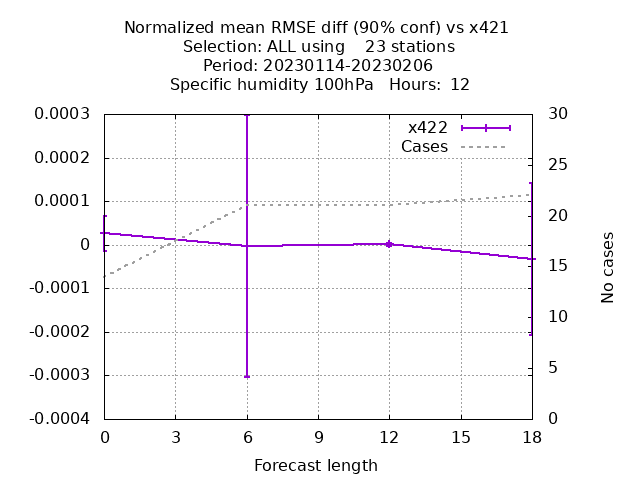 Normalized mean RMSE diff (90% conf) vs x421
Selection: ALL using    23 stations
Period: 20230114-20230206
Specific humidity 100hPa   Hours:  12
x422
Cases
0.0003
0.0002
0.0001
0
-0.0001
-0.0002
-0.0003
-0.0004
30
25
20
15
10
5
0
No cases
0 3 6 9 12 15 18
Forecast length